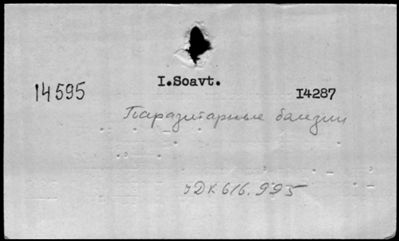 I.Soavt.
14595
I4287
Паразитарные болезни
УДК 616.995